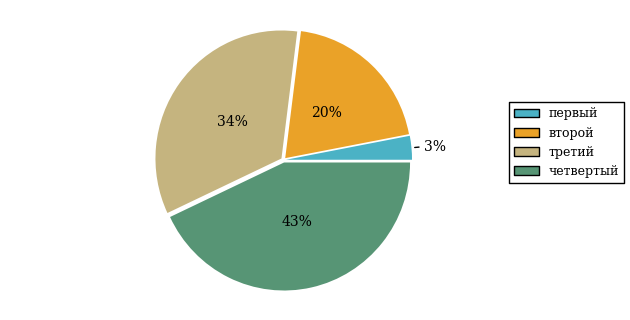 34%
20%
3%
43%
первый
второй
третий
четвертый